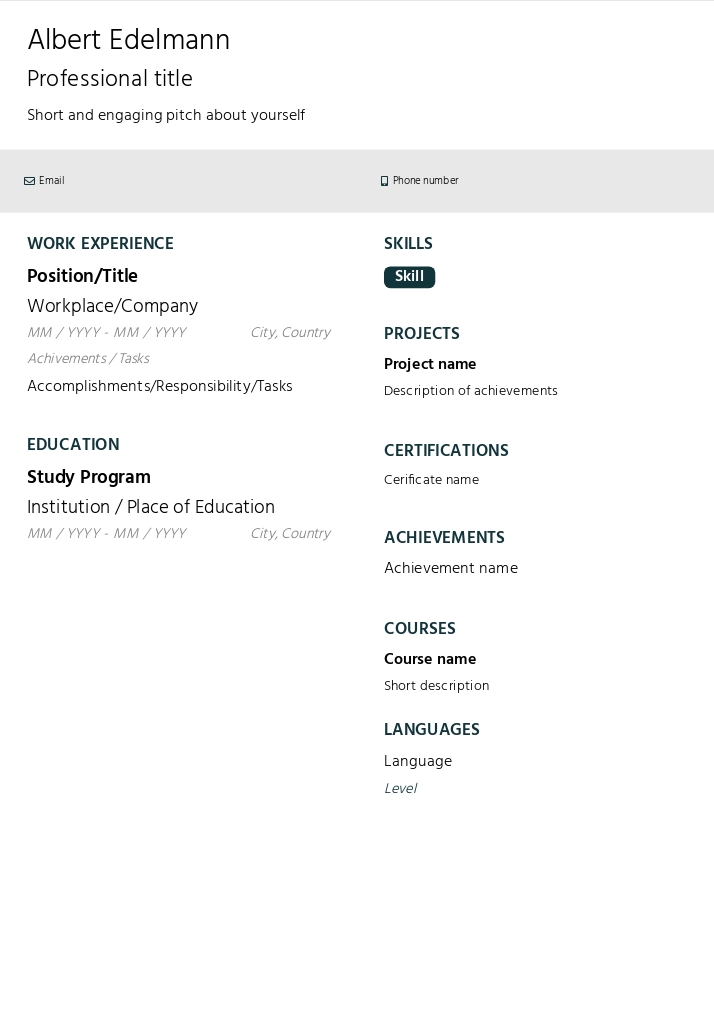 Albert Edelmann
Professional title
Short and engaging pitch about yourself
Email
Phone number
WORK EXPERIENCE
Position/Title
Workplace/Company
MM / YYYY - MM / YYYY City, Country
Achivements / Tasks
Accomplishments/Responsibility/Tasks
EDUCATION
Study Program
Institution / Place of Education
MM / YYYY - MM / YYYY City, Country
SKILLS
Skill
PROJECTS
Project name
Description of achievements
CERTIFICATIONS
Cerificate name
ACHIEVEMENTS
Achievement name
COURSES
Course name
Short description
LANGUAGES
Language
Level